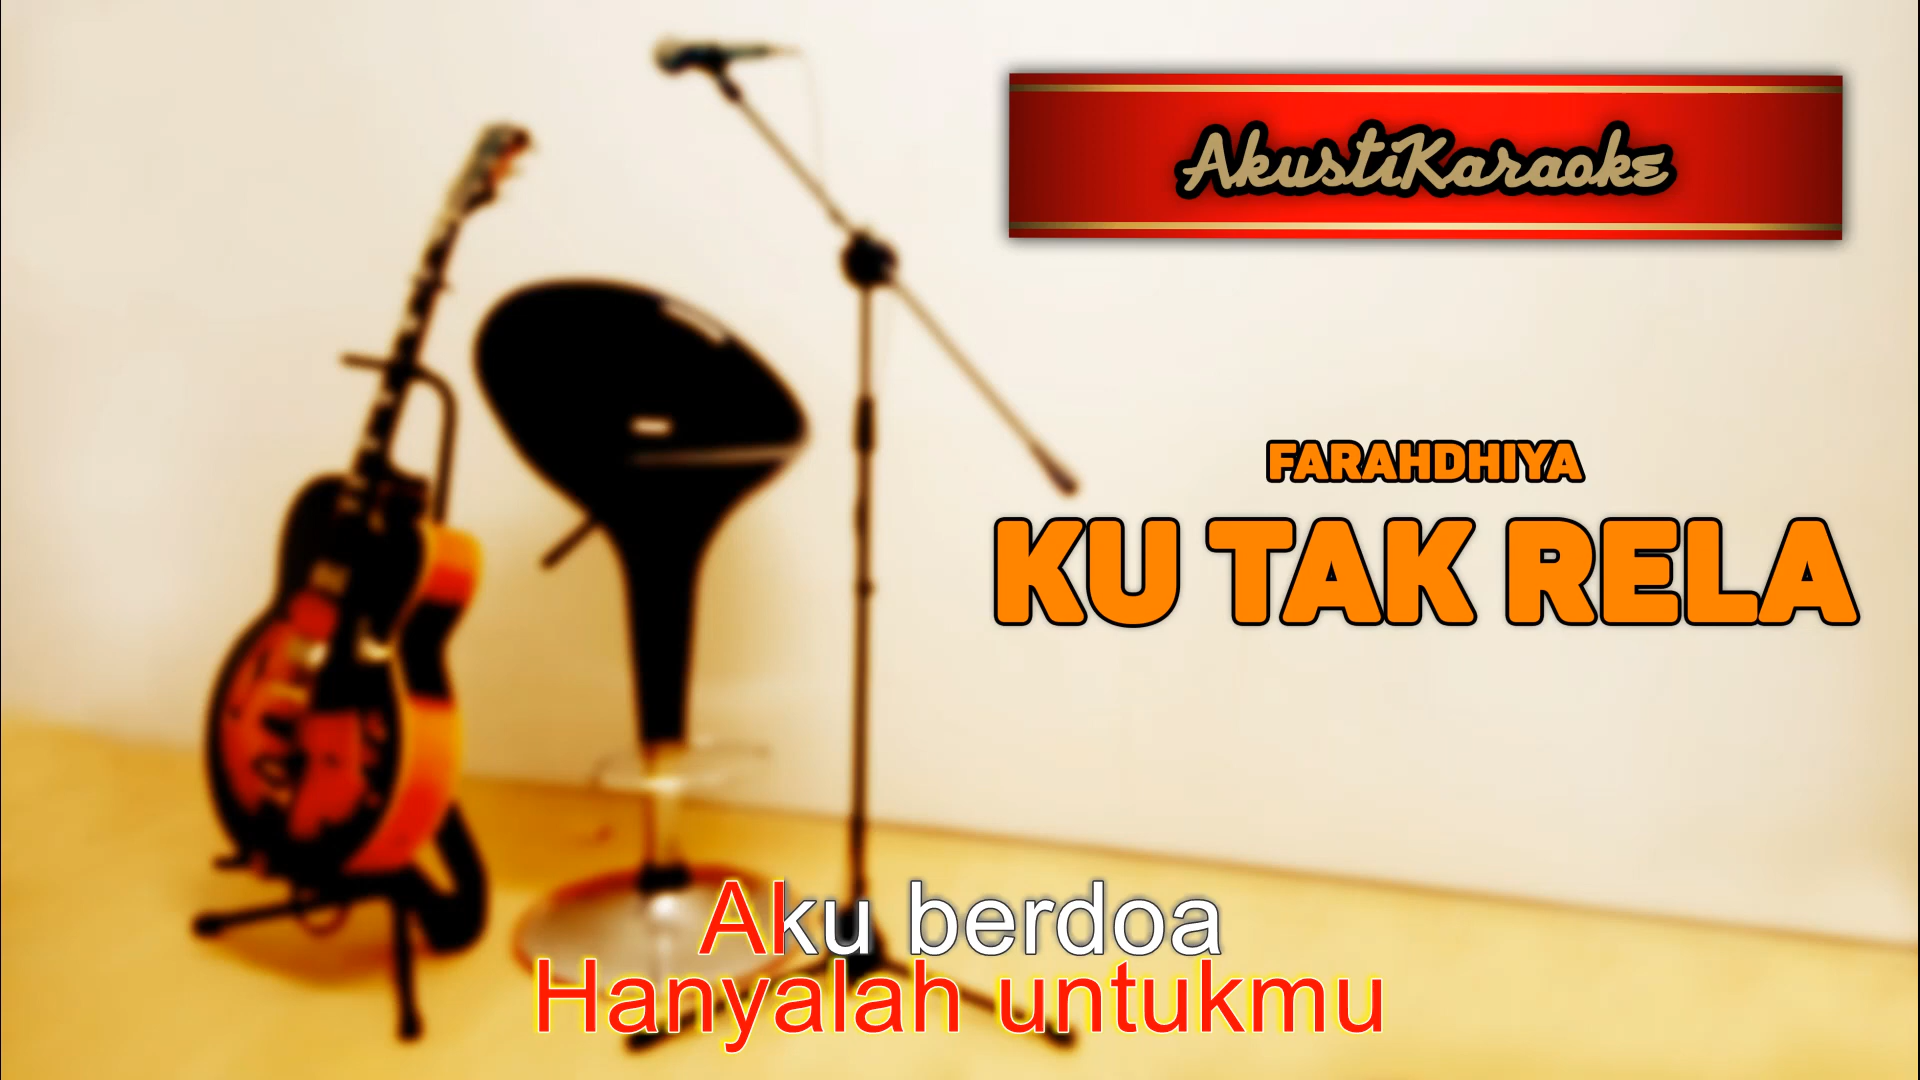 AkustiKaraoke
FARAHDHIYA
KU TAK RELA
Aku berdoa
Hanyalah untukmu